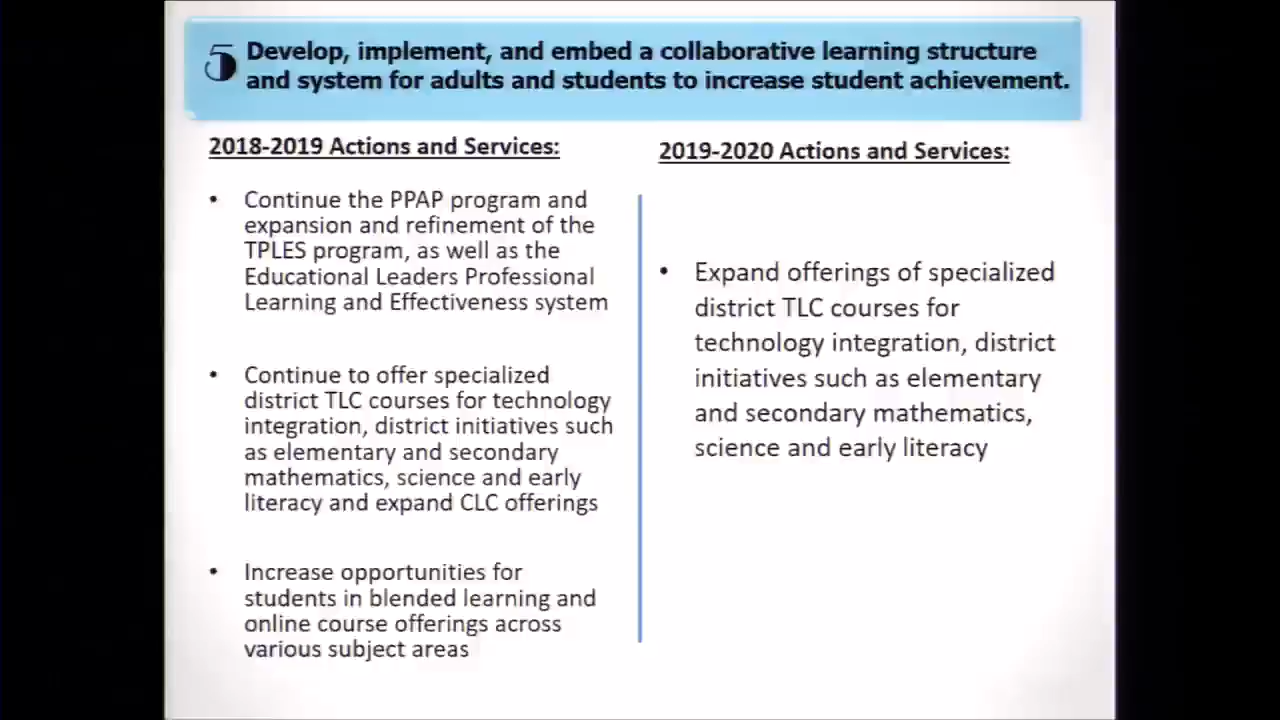 5
Develop, implement, and embed a collaborative learning structure
and system for adults and students to increase student achievement.
2018-2019 Actions and Services:
• Continue the PPAP program and
expansion and refinement of the
TPLES program, as well as the
Educational Leaders Professional
Learning and Effectiveness system
• Continue to offer specialized
district TLC courses for technology
integration, district initiatives such
as elementary and secondary
mathematics, science and early
literacy and expand CLC offerings
• Increase opportunities for
students in blended learning and
online course offerings across
various subject areas
2019-2020 Actions and Services:
• Expand offerings of specialized
district TLC courses for
technology integration, district
initiatives such as elementary
and secondary mathematics,
science and early literacy